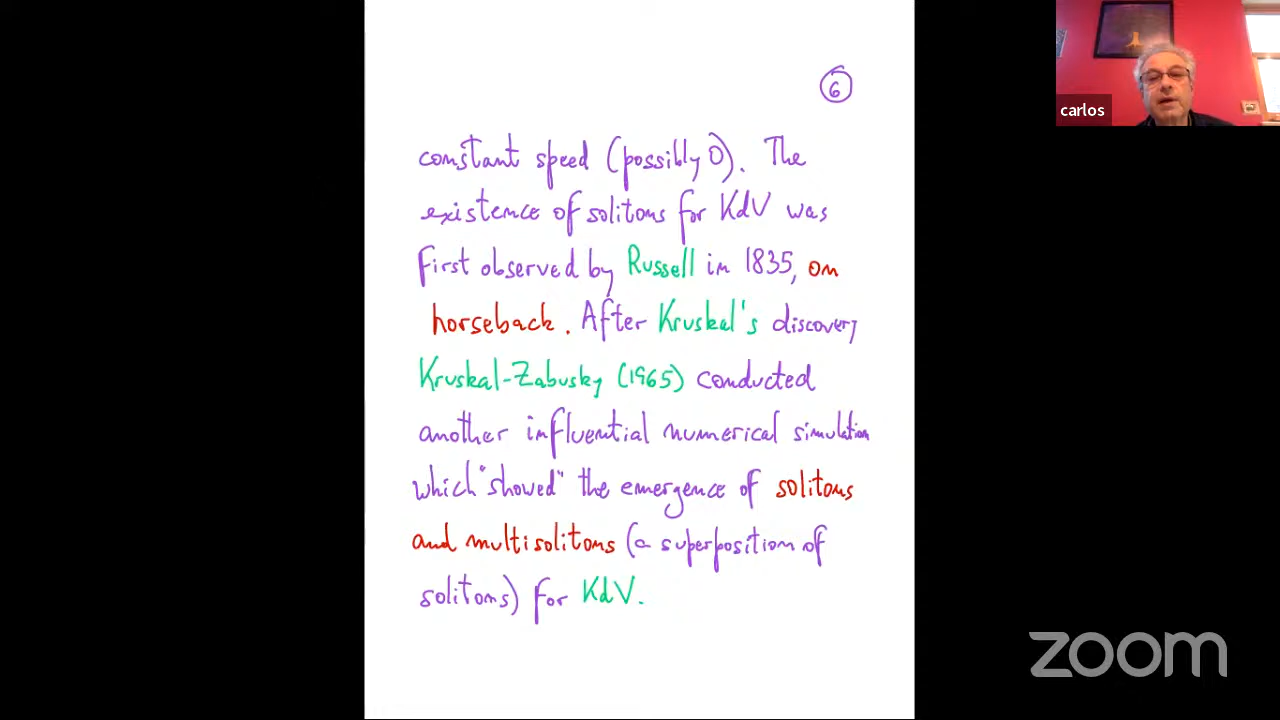 6
carlos
constant speed (possibly 0). The
existence of solitons for KdV was
first observed by Russell in 1835, on
horseback. After Kruskal's discovery
Kruskal-Zabusky (1965) conducted
another influential numerical simulation
which "showed" the emergence of solitons
and multisolitons (a superposition of
solitons) for KdV.
zoom